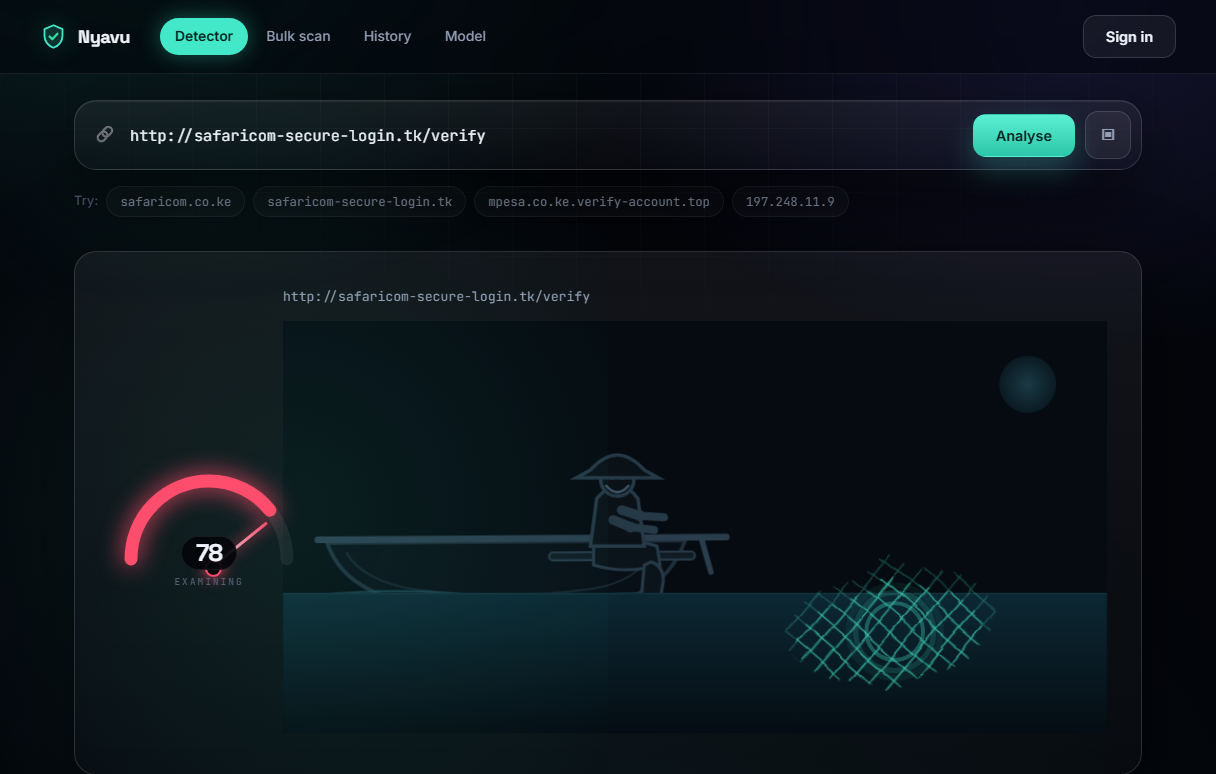 Nyavu
Detector
Bulk scan
History
Model
Sign in
http://safaricom-secure-login.tk/verify
Analyse
Try:
safaricom.co.ke
safaricom-secure-login.tk
mpesa.co.ke.verify-account.top
197.248.11.9
http://safaricom-secure-login.tk/verify
78
EXAMINING